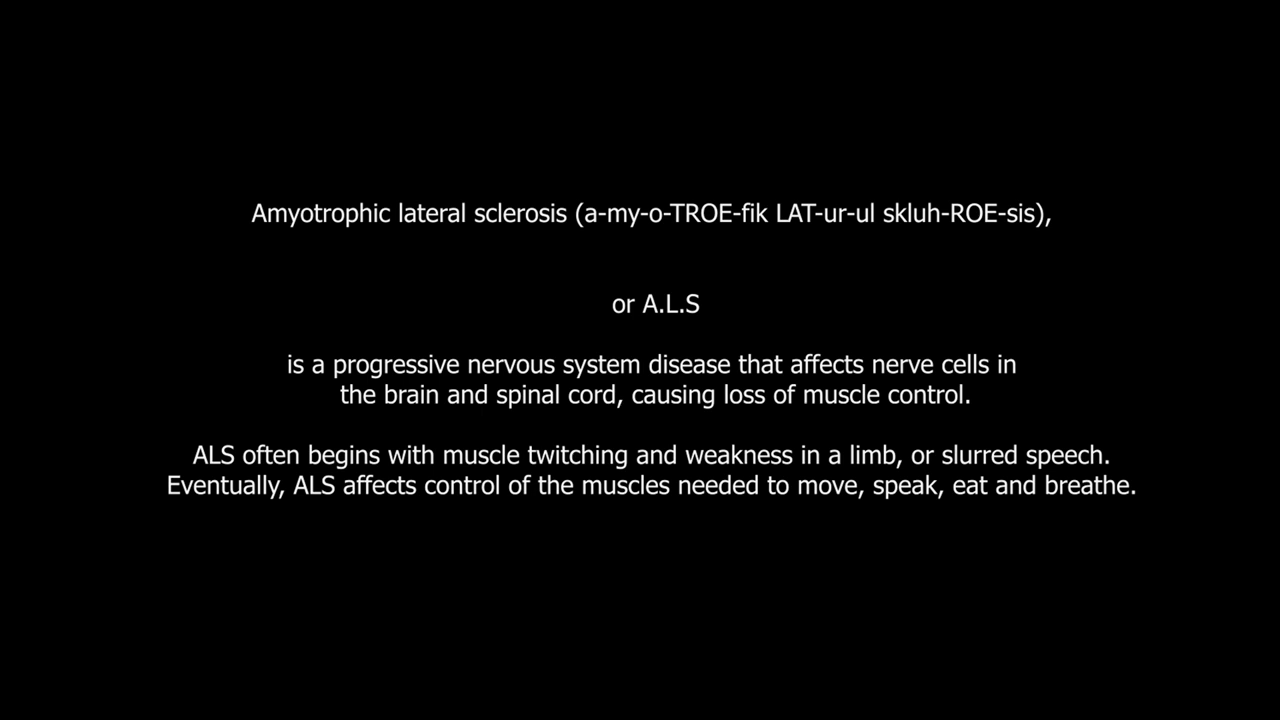 Amyotrophic lateral sclerosis (a-my-o-TROE-fik LAT-ur-ul skluh-ROE-sis),
or A.L.S
is a progressive nervous system disease that affects nerve cells in
the brain and spinal cord, causing loss of muscle control.
ALS often begins with muscle twitching and weakness in a limb, or slurred speech.
Eventually, ALS affects control of the muscles needed to move, speak, eat and breathe.